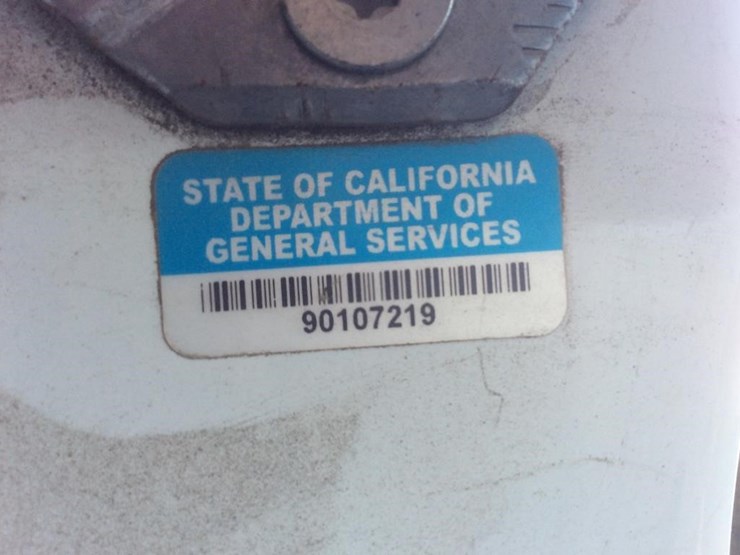 STATE OF CALIFORNIA
DEPARTMENT OF
GENERAL SERVICES
90107219